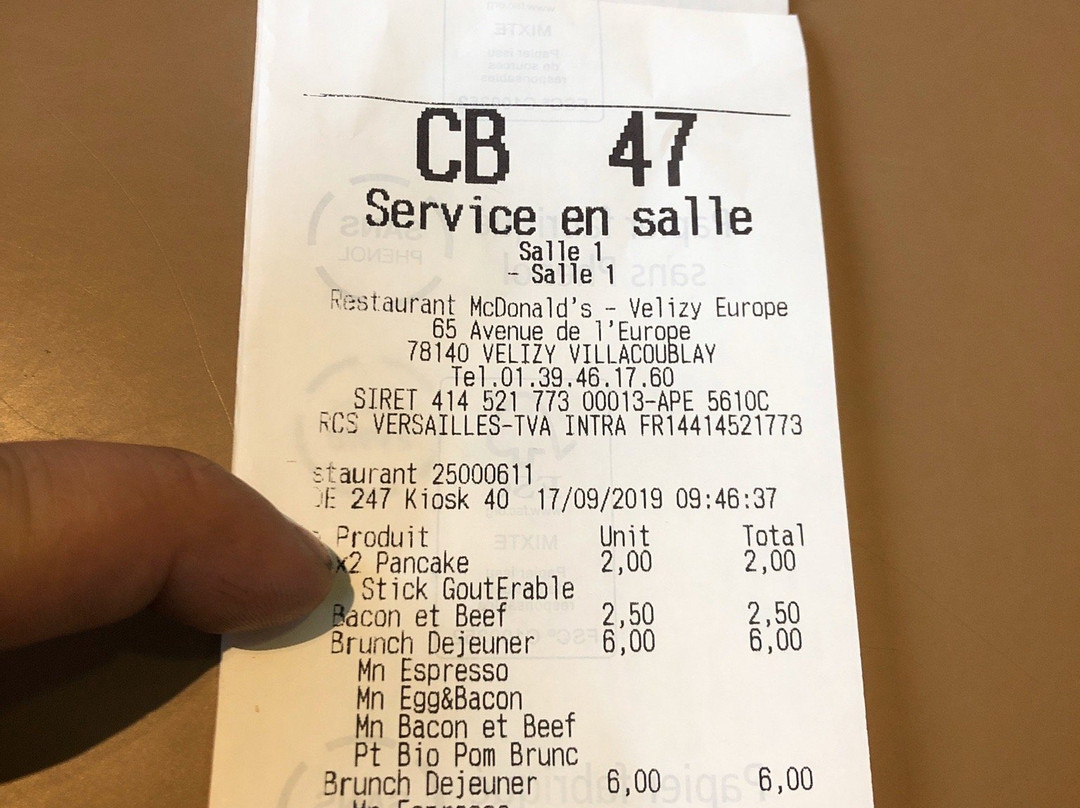 CB 47
Service en salle
Salle 1
- Salle 1
Restaurant McDonald's - Velizy Europe
65 Avenue de l'Europe
78140 VELIZY VILLACOUBLAY
Tel.01.39.46.17.60
SIRET 414 521 773 00013-APE 5610C
RCS VERSAILLES-TVA INTRA FR14414521773
staurant 25000611
DE 247 Kiosk 40 17/09/2019 09:46:37
Produit Unit Total
x2 Pancake 2,00 2,00
Stick GoutErable
Bacon et Beef 2,50 2,50
Brunch Dejeuner 6,00 6,00
Mn Espresso
Mn Egg&Bacon
Mn Bacon et Beef
Pt Bio Pom Brunc
Brunch Dejeuner 6,00 6,00
Mn Espresso